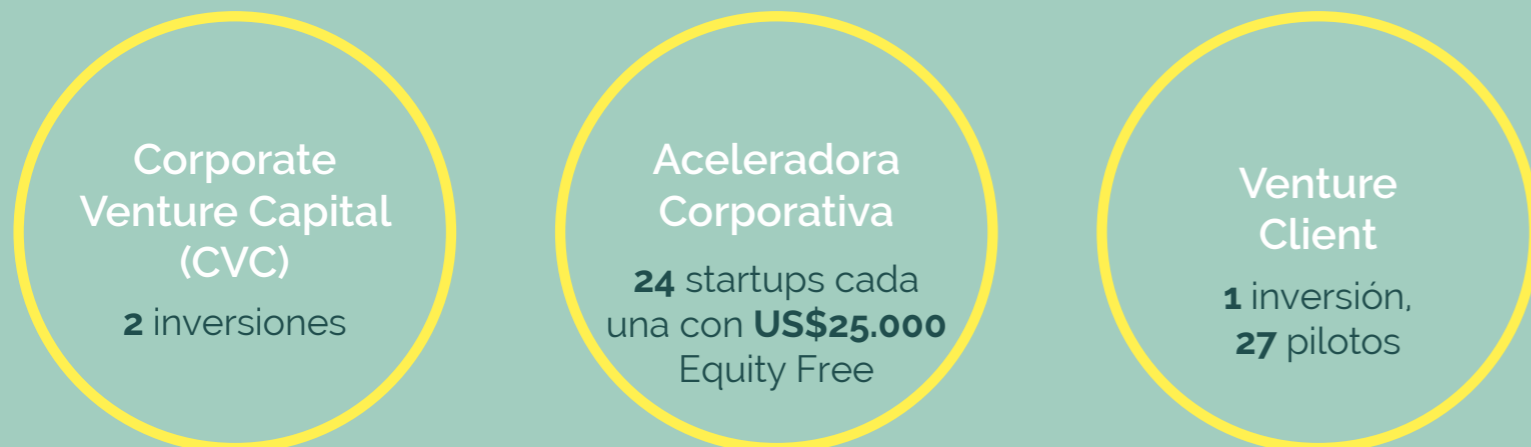 Corporate
Venture Capital
(CVC)
2 inversiones
Aceleradora
Corporativa
24 startups cada
una con US$25.000
Equity Free
Venture
Client
1 inversión,
27 pilotos